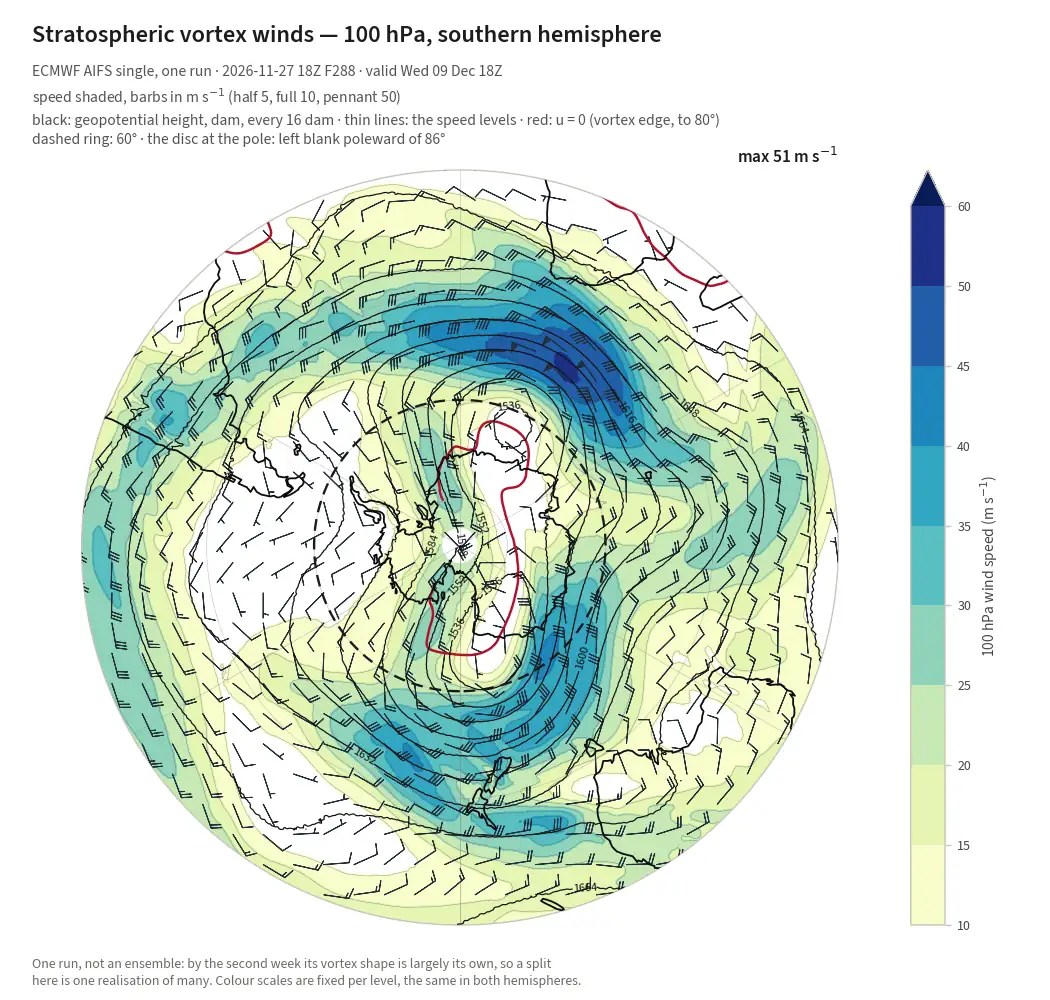 Stratospheric vortex winds — 100 hPa, southern hemisphere
ECMWF AIFS single, one run · 2026-11-27 18Z F288 · valid Wed 09 Dec 18Z
speed shaded, barbs in m s⁻¹ (half 5, full 10, pennant 50)
black: geopotential height, dam, every 16 dam · thin lines: the speed levels · red: u = 0 (vortex edge, to 80°)
dashed ring: 60° · the disc at the pole: left blank poleward of 86°
max 51 m s⁻¹
60
50
45
40
35
30
25
20
15
10
100 hPa wind speed (m s⁻¹)
1536
1616
1648
1664
1552
1584
1552
1536
1600
1664
One run, not an ensemble: by the second week its vortex shape is largely its own, so a split
here is one realisation of many. Colour scales are fixed per level, the same in both hemispheres.